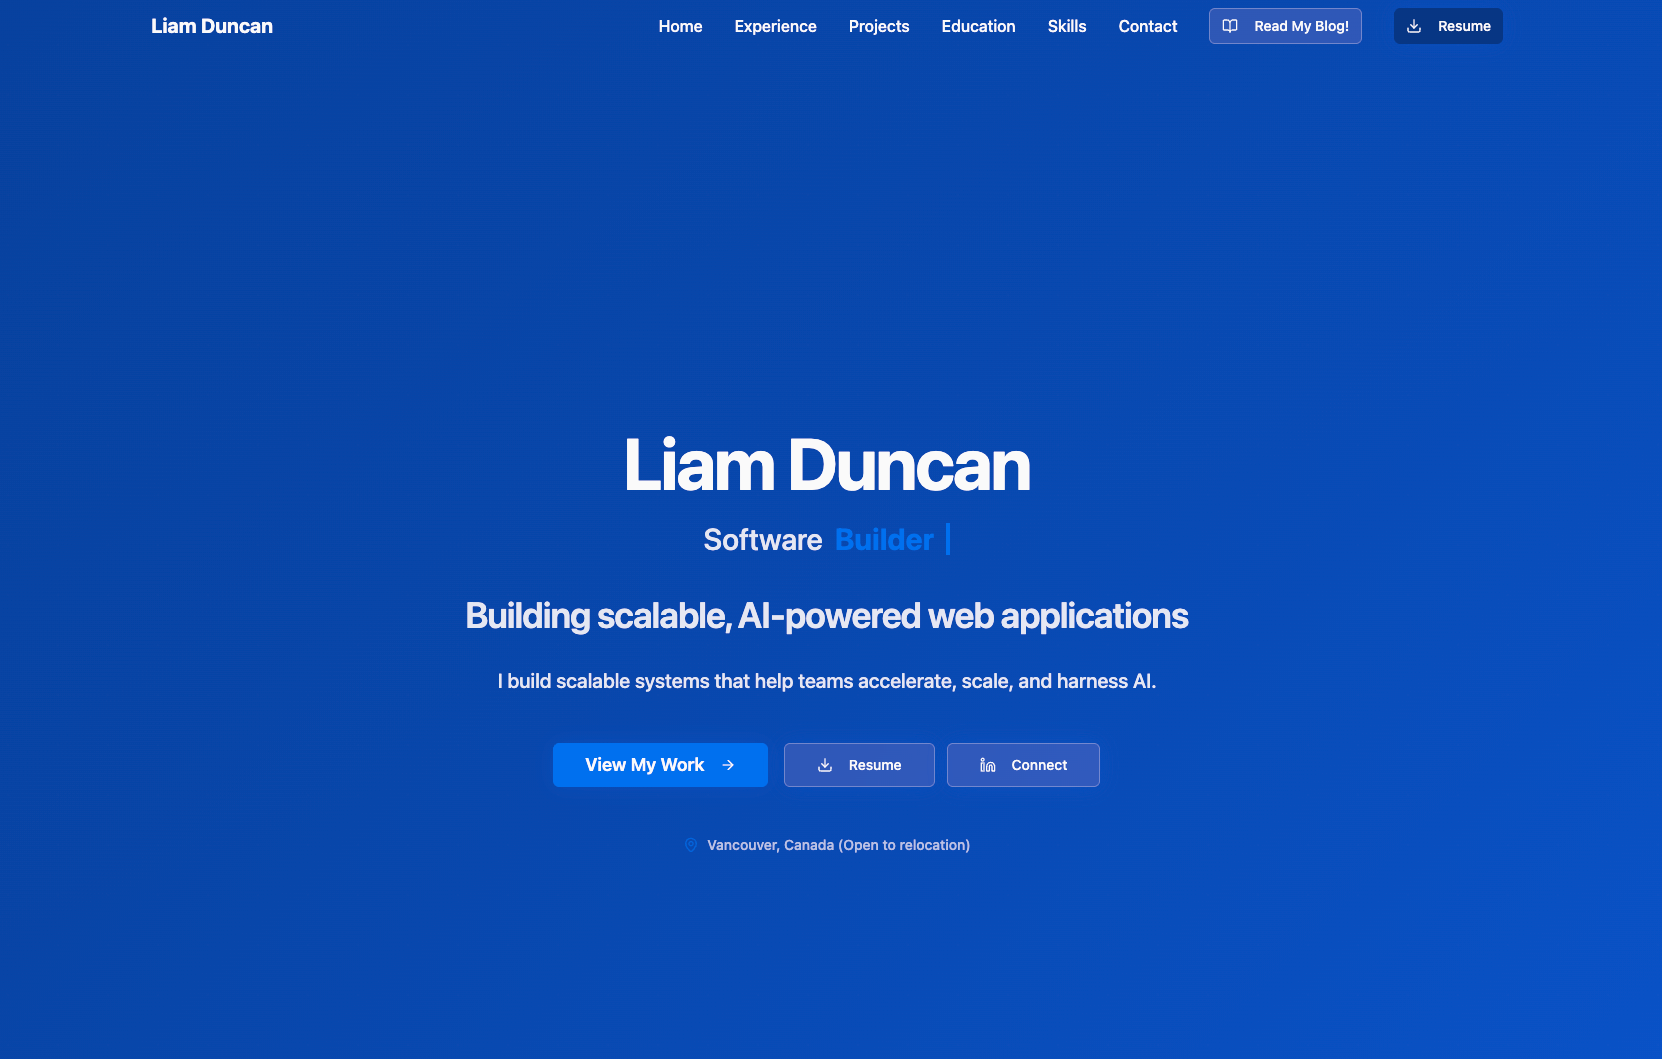 Liam Duncan
Home Experience Projects Education Skills Contact Read My Blog! Resume
Liam Duncan
Software Builder
Building scalable, AI-powered web applications
I build scalable systems that help teams accelerate, scale, and harness AI.
View My Work Resume Connect
Vancouver, Canada (Open to relocation)